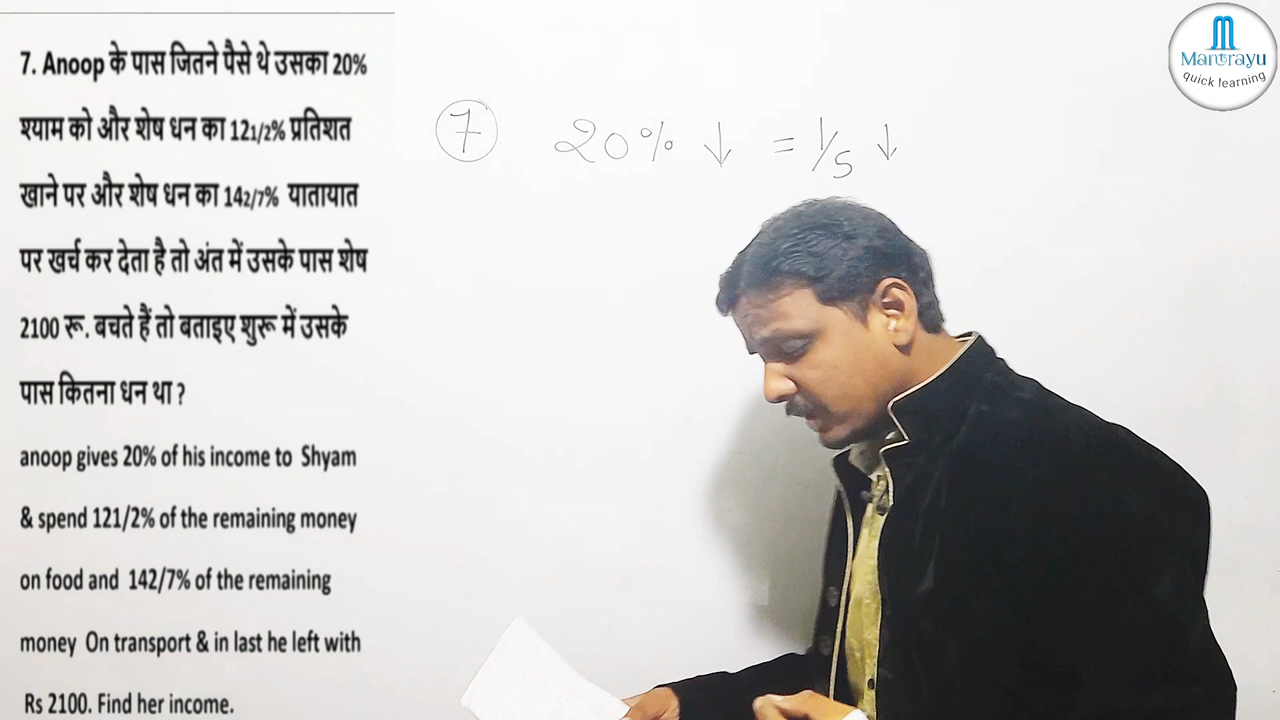 7. Anoop के पास जितने पैसे थे उसका 20%
श्याम को और शेष धन का 121/2% प्रतिशत
खाने पर और शेष धन का 142/7% यातायात
पर खर्च कर देता है तो अंत में उसके पास शेष
2100 रू. बचते हैं तो बताइए शुरू में उसके
पास कितना धन था ?
anoop gives 20% of his income to Shyam
& spend 121/2% of the remaining money
on food and 142/7% of the remaining
money On transport & in last he left with
Rs 2100. Find her income.
7 20% ↓ = 1/5 ↓
Mantrayu
quick learning